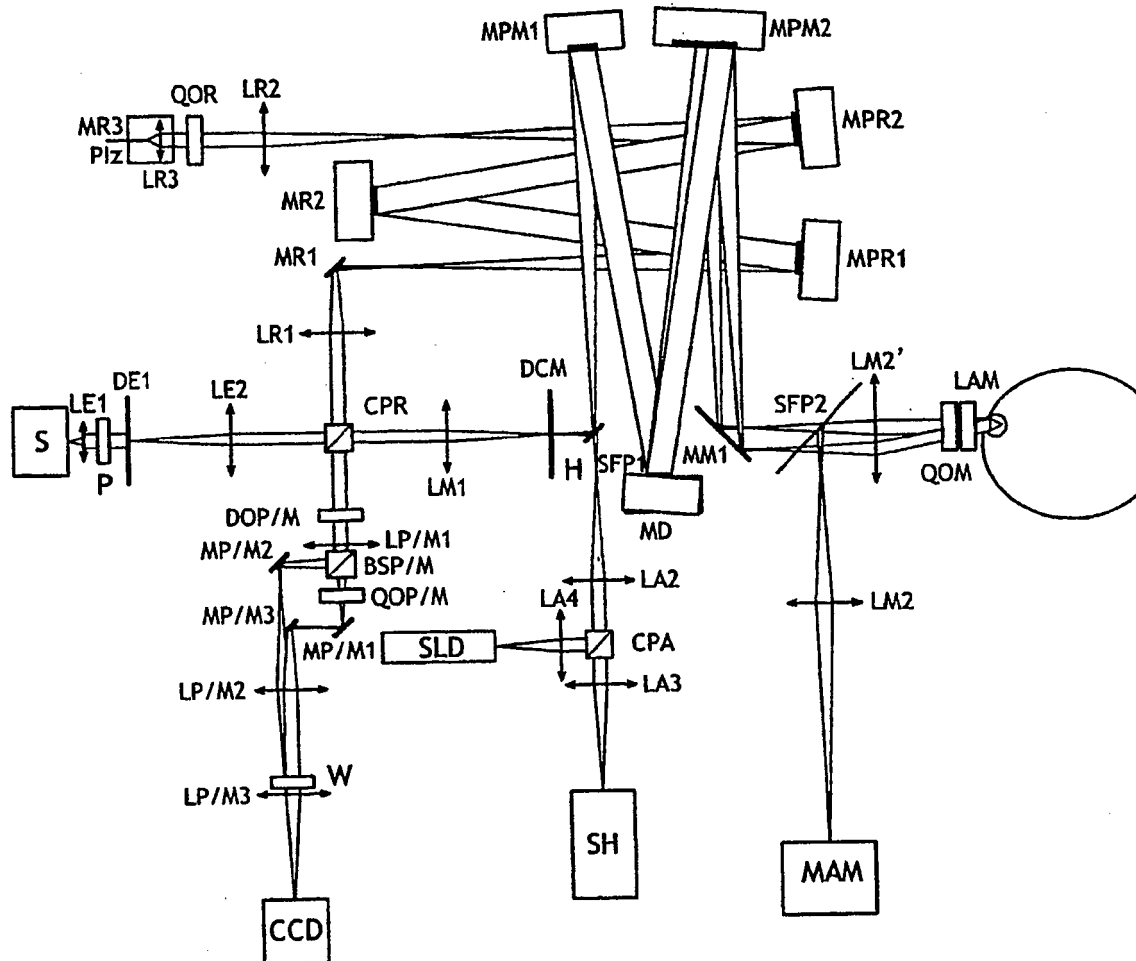 MPM1
MPM2
LR2
QOR
MR3
Plz
LR3
MPR2
MR2
MPR1
MR1
LR1
DCM
LM2'
LAM
DE1
LE1
LE2
CPR
SFP2
S
P
LM1
H
SFP1
MM1
QOM
MD
DOP/M
MP/M2
LP/M1
BSP/M
QOP/M
LA2
LA4
LM2
MP/M3
MP/M1
SLD
CPA
LP/M2
LA3
W
LP/M3
SH
MAM
CCD